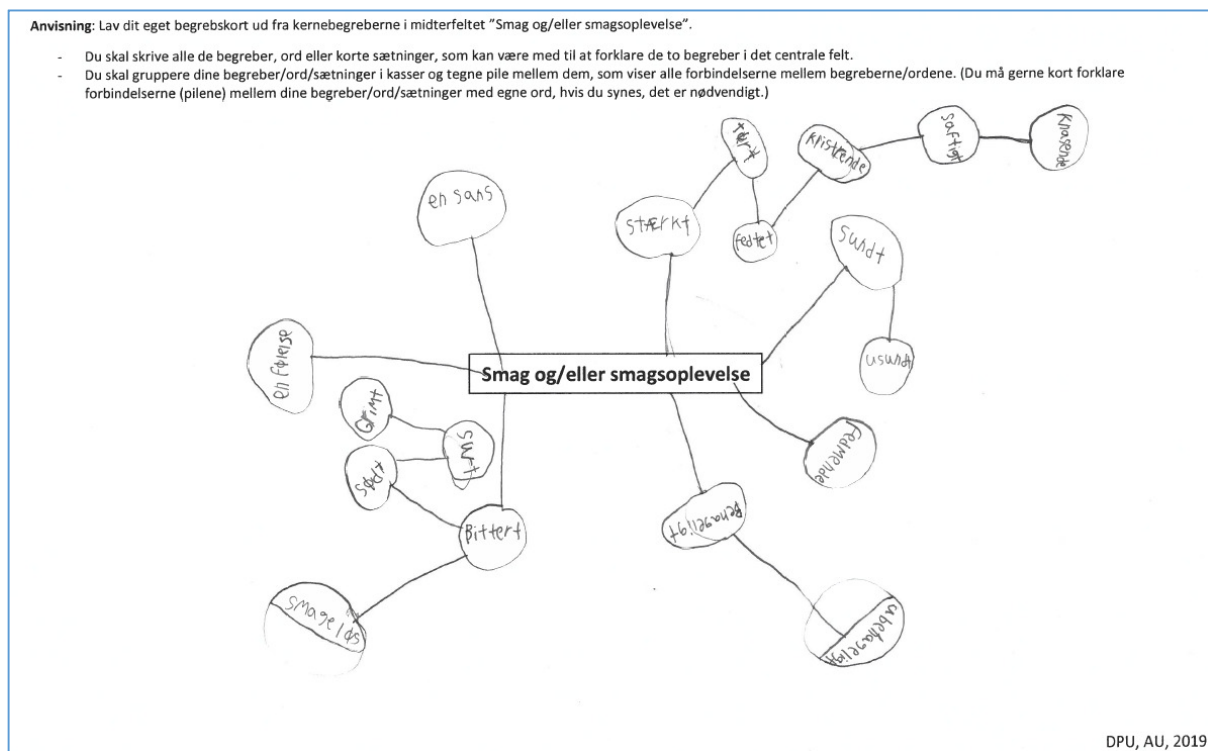 Anvisning: Lav dit eget begrebskort ud fra kernebegreberne i midterfeltet ”Smag og/eller smagsoplevelse”.
- Du skal skrive alle de begreber, ord eller korte sætninger, som kan være med til at forklare de to begreber i det centrale felt.
- Du skal gruppere dine begreber/ord/sætninger i kasser og tegne pile mellem dem, som viser alle forbindelserne mellem begreberne/ordene. (Du må gerne kort forklare
forbindelserne (pilene) mellem dine begreber/ord/sætninger med egne ord, hvis du synes, det er nødvendigt.)
tørt
Knistrende
saftigt
Knasende
en sans
stærkt
fedtet
sundt
usundt
en følelse
Smag og/eller smagsoplevelse
Grimt
surt
sødt
Bittert
fedmende
Behageligt
smageløs
ubehageligt
DPU, AU, 2019